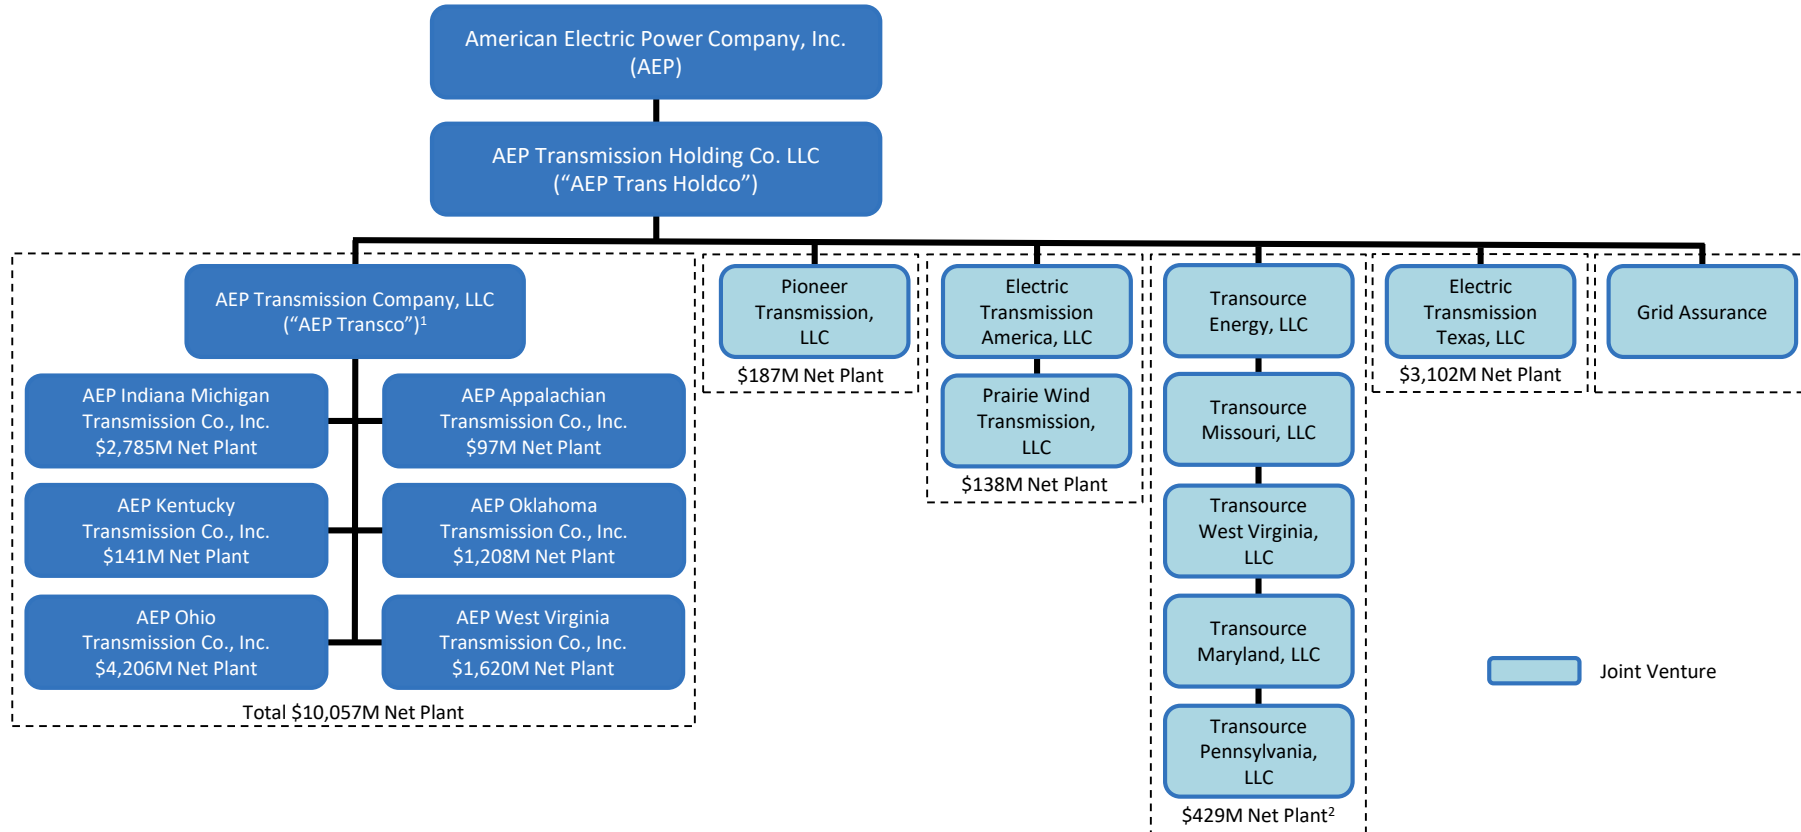 American Electric Power Company, Inc.
(AEP)
AEP Transmission Holding Co. LLC
(“AEP Trans Holdco”)
AEP Transmission Company, LLC
(“AEP Transco”)¹
AEP Indiana Michigan
Transmission Co., Inc.
$2,785M Net Plant
AEP Appalachian
Transmission Co., Inc.
$97M Net Plant
AEP Kentucky
Transmission Co., Inc.
$141M Net Plant
AEP Oklahoma
Transmission Co., Inc.
$1,208M Net Plant
AEP Ohio
Transmission Co., Inc.
$4,206M Net Plant
AEP West Virginia
Transmission Co., Inc.
$1,620M Net Plant
Total $10,057M Net Plant
Pioneer
Transmission,
LLC
$187M Net Plant
Electric
Transmission
America, LLC
Prairie Wind
Transmission,
LLC
$138M Net Plant
Transource
Energy, LLC
Transource
Missouri, LLC
Transource
West Virginia,
LLC
Transource
Maryland, LLC
Transource
Pennsylvania,
LLC
$429M Net Plant²
Electric
Transmission
Texas, LLC
$3,102M Net Plant
Grid Assurance
Joint Venture